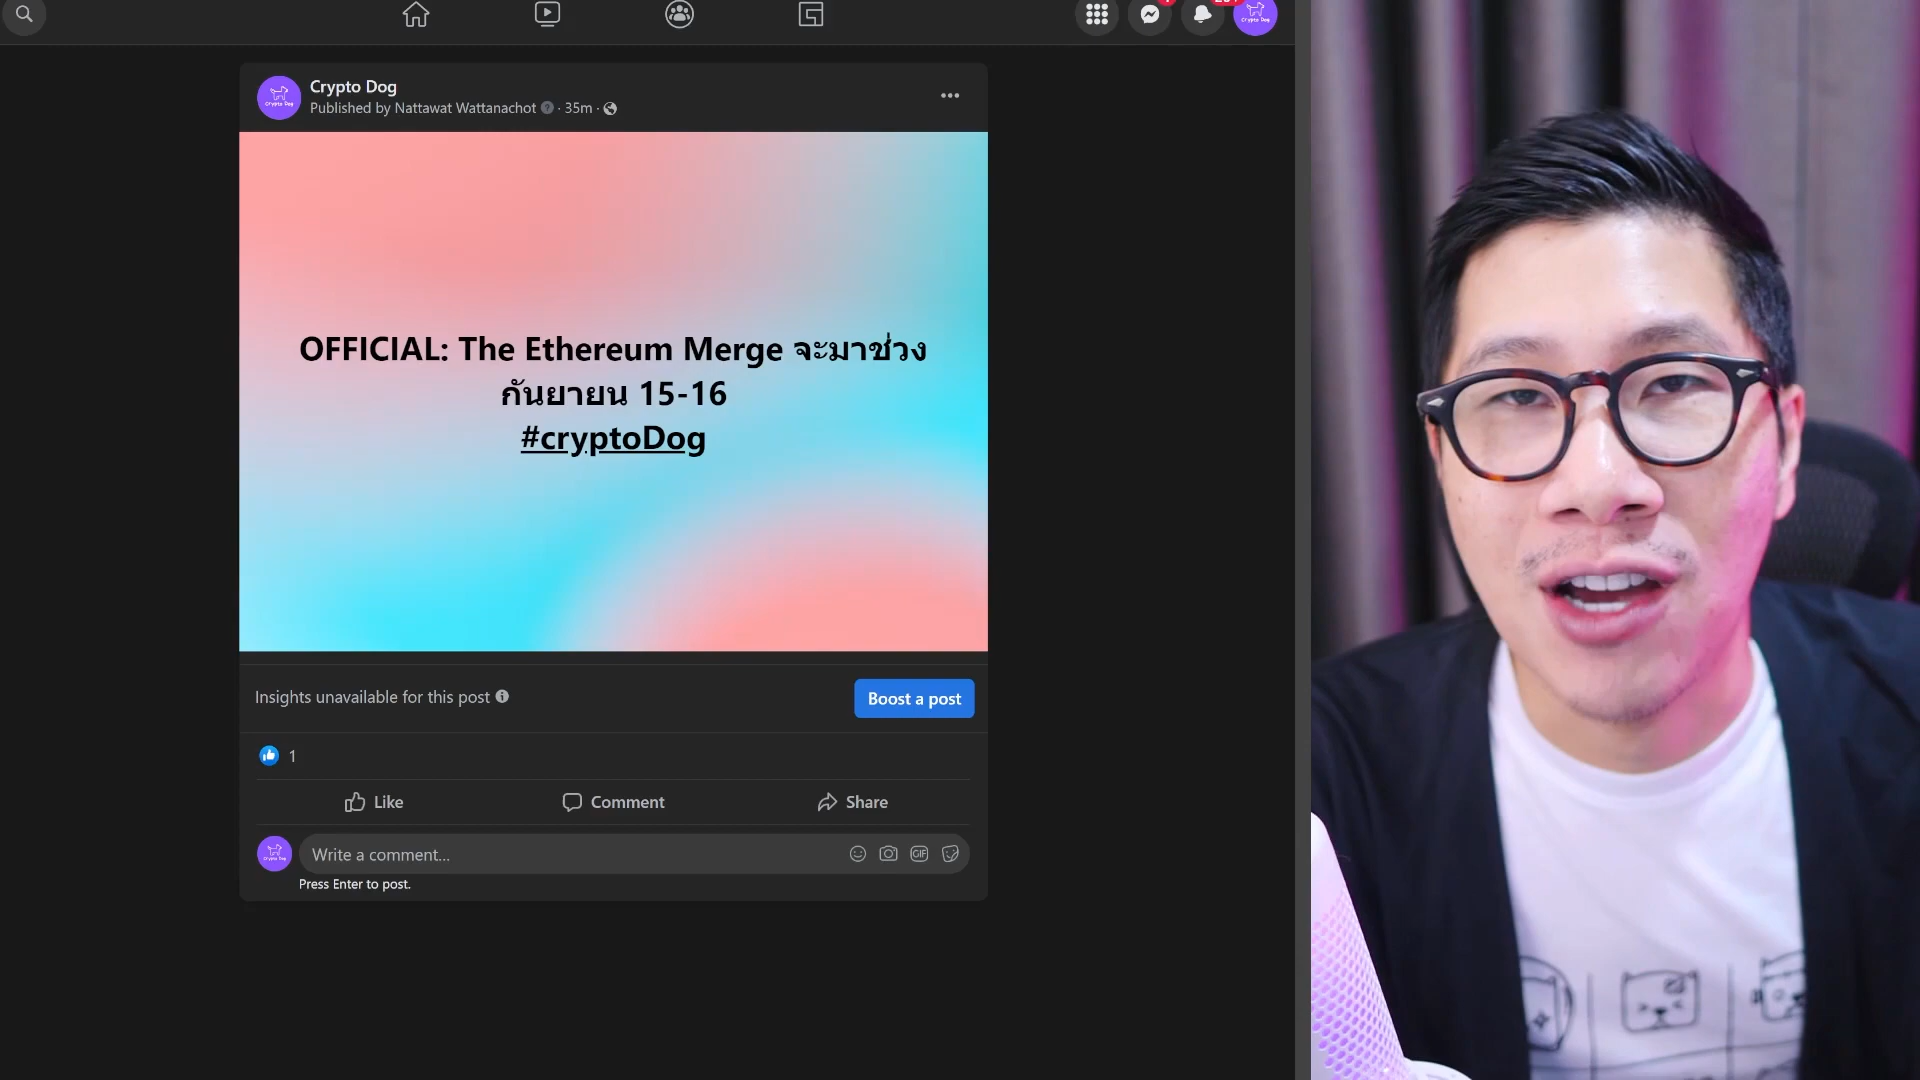 Crypto Dog
Published by Nattawat Wattanachot · 35m ·
OFFICIAL: The Ethereum Merge จะมาช่วง
กันยายน 15-16
#cryptoDog
Insights unavailable for this post
Boost a post
1
Like Comment Share
Write a comment...
GIF
Press Enter to post.